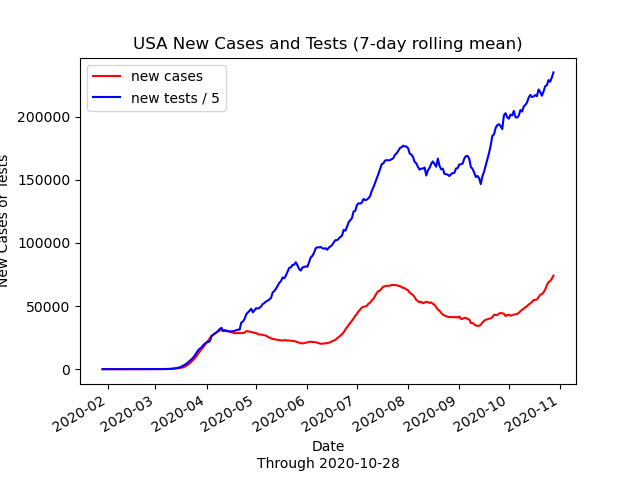 USA New Cases and Tests (7-day rolling mean)
new cases
new tests / 5
200000
150000
100000
50000
0
New Cases or Tests
2020-02
2020-03
2020-04
2020-05
2020-06
2020-07
2020-08
2020-09
2020-10
2020-11
Date
Through 2020-10-28